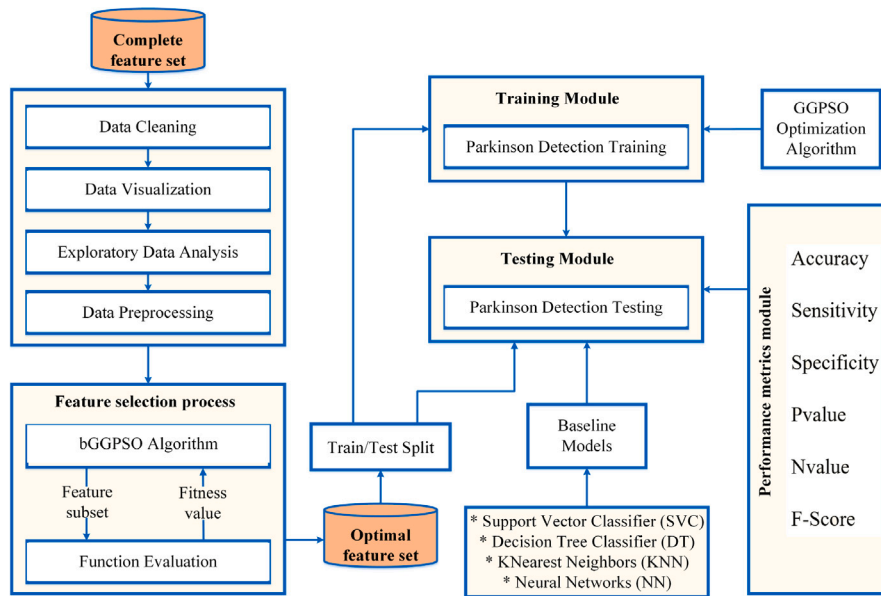 Complete
feature set
Data Cleaning
Data Visualization
Exploratory Data Analysis
Data Preprocessing
Feature selection process
bGGPSO Algorithm
Feature
subset
Fitness
value
Function Evaluation
Optimal
feature set
Train/Test Split
Training Module
Parkinson Detection Training
GGPSO
Optimization
Algorithm
Testing Module
Parkinson Detection Testing
Baseline
Models
* Support Vector Classifier (SVC)
* Decision Tree Classifier (DT)
* KNearest Neighbors (KNN)
* Neural Networks (NN)
Performance metrics module
Accuracy
Sensitivity
Specificity
Pvalue
Nvalue
F-Score